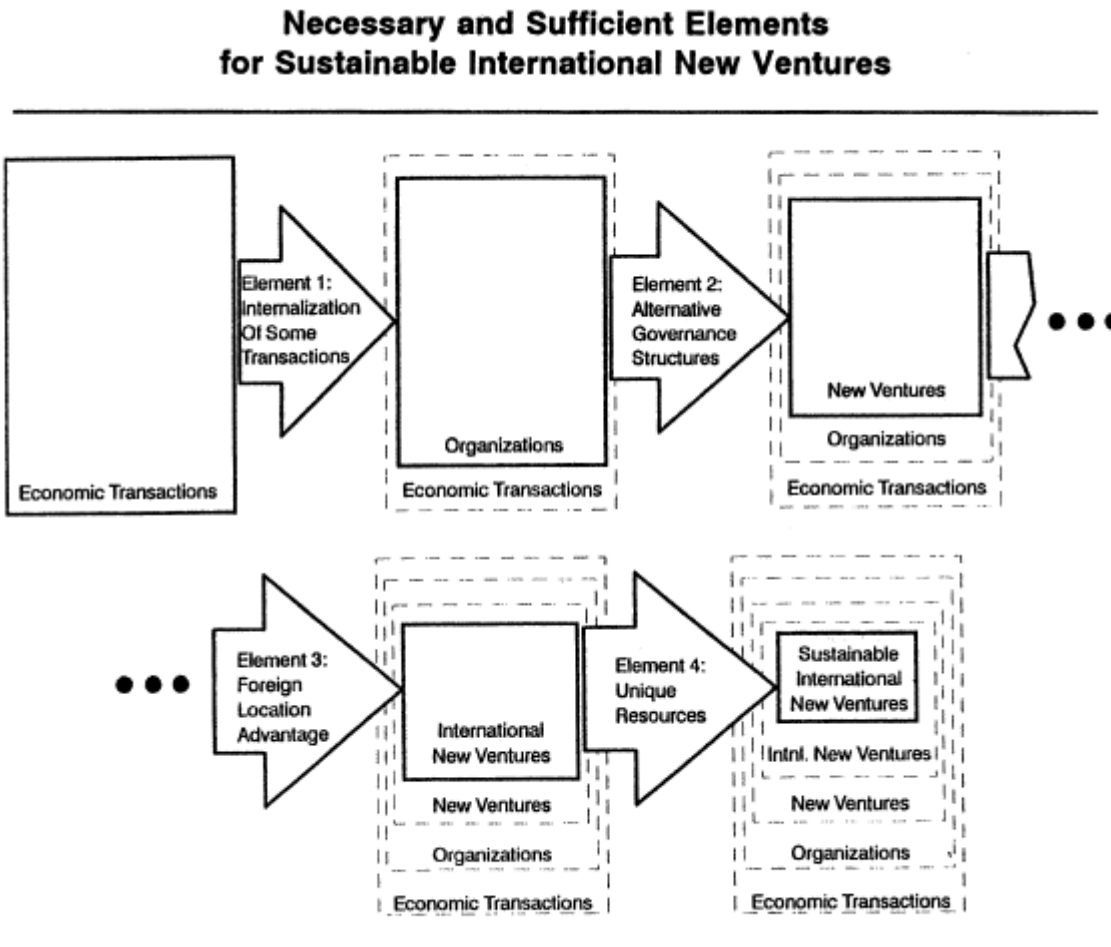 Necessary and Sufficient Elements
for Sustainable International New Ventures
Economic Transactions
Element 1:
Internalization
Of Some
Transactions
Organizations
Economic Transactions
Element 2:
Alternative
Governance
Structures
New Ventures
Organizations
Economic Transactions
Element 3:
Foreign
Location
Advantage
International
New Ventures
New Ventures
Organizations
Economic Transactions
Element 4:
Unique
Resources
Sustainable
International
New Ventures
Intnl. New Ventures
New Ventures
Organizations
Economic Transactions